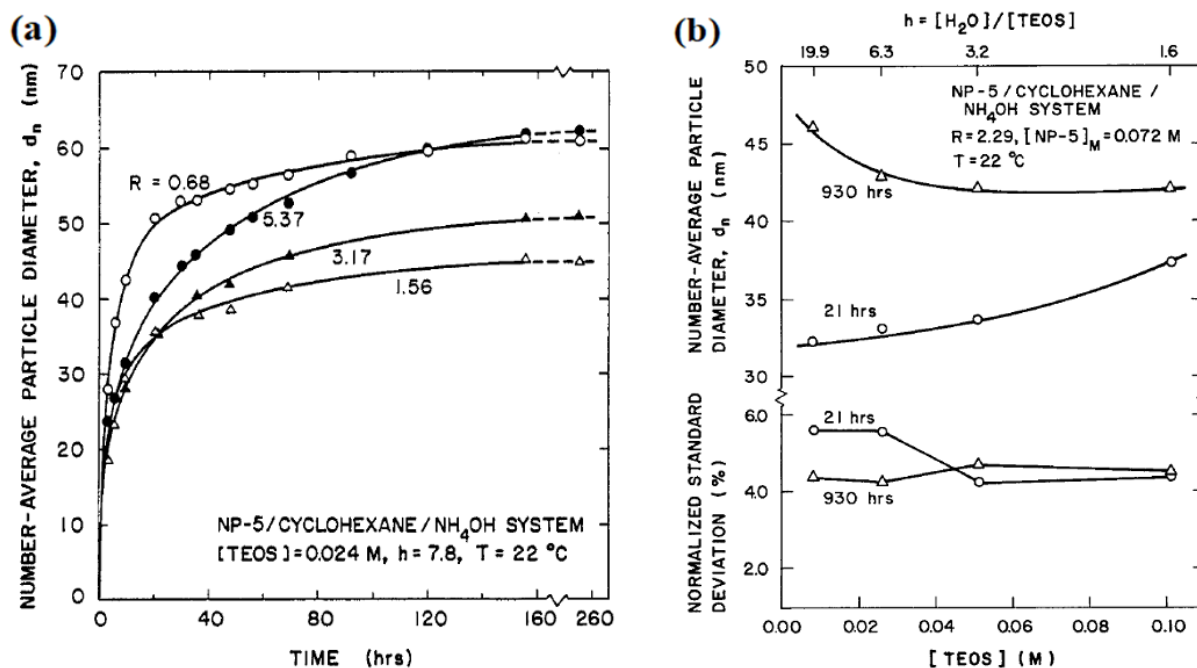 (a)
NUMBER-AVERAGE PARTICLE DIAMETER, dn (nm)
70
60
50
40
30
20
10
0
R = 0.68
5.37
3.17
1.56
NP-5/CYCLOHEXANE/NH4OH SYSTEM
[TEOS]=0.024 M, h=7.8, T = 22 °C
0 40 80 120 160 260
TIME (hrs)
(b)
h = [H2O]/[TEOS]
19.9 6.3 3.2 1.6
NUMBER-AVERAGE PARTICLE
DIAMETER, dn (nm)
50
45
40
35
30
NP-5/CYCLOHEXANE/
NH4OH SYSTEM
R=2.29, [NP-5]M=0.072 M
T=22 °C
930 hrs
21 hrs
NORMALIZED STANDARD
DEVIATION (%)
6.0
4.0
2.0
21 hrs
930 hrs
0.00 0.02 0.04 0.06 0.08 0.10
[TEOS] (M)